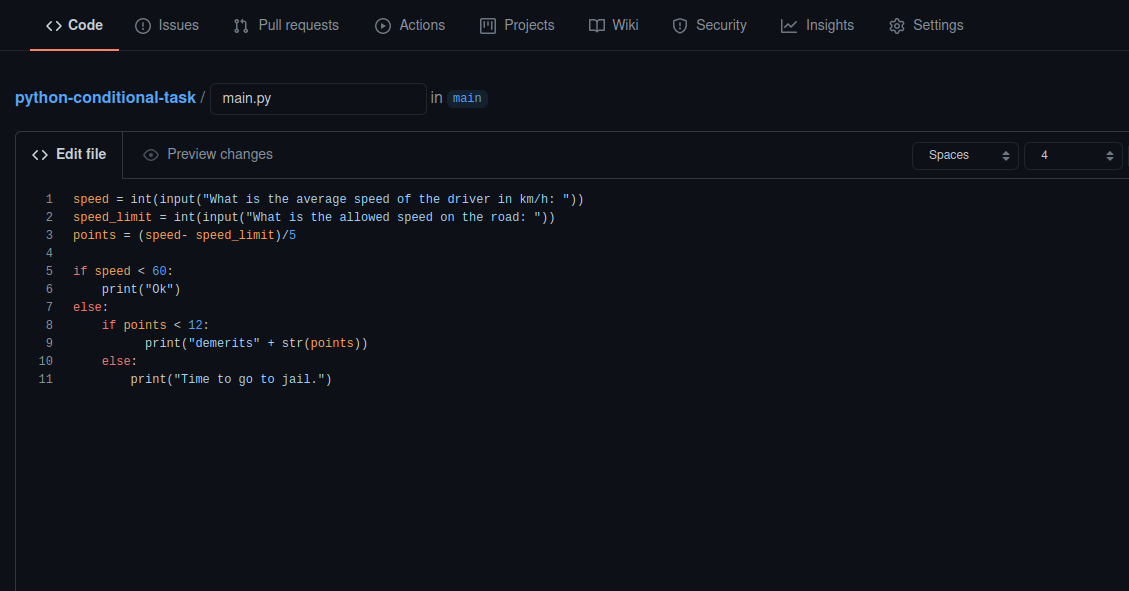 Code Issues Pull requests Actions Projects Wiki Security Insights Settings
python-conditional-task / main.py in main
Edit file Preview changes Spaces 4
1 speed = int(input("What is the average speed of the driver in km/h: "))
2 speed_limit = int(input("What is the allowed speed on the road: "))
3 points = (speed- speed_limit)/5
4
5 if speed < 60:
6     print("Ok")
7 else:
8     if points < 12:
9           print("demerits" + str(points))
10     else:
11         print("Time to go to jail.")